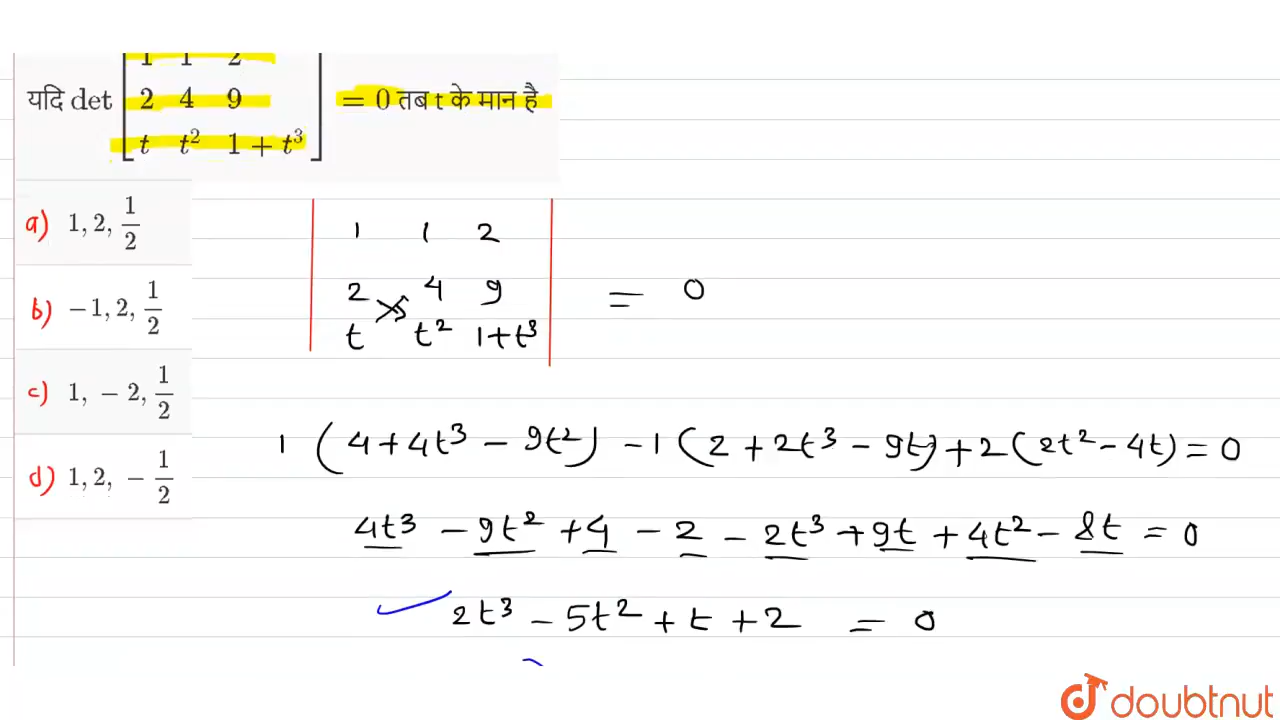 1 1 2
यदि det [2 4 9] = 0 तब t के मान है
t t² 1 + t³
a) 1, 2, 1/2
b) −1, 2, 1/2
c) 1, −2, 1/2
d) 1, 2, −1/2
1 1 2
2 4 9 = 0
t t² 1+t³
1 (4+4t³ − 9t²) −1 (2+2t³ − 9t) +2 (2t² − 4t) = 0
4t³ − 9t² + 4 − 2 − 2t³ + 9t + 4t² − 8t = 0
2t³ − 5t² + t + 2 = 0
doubtnut